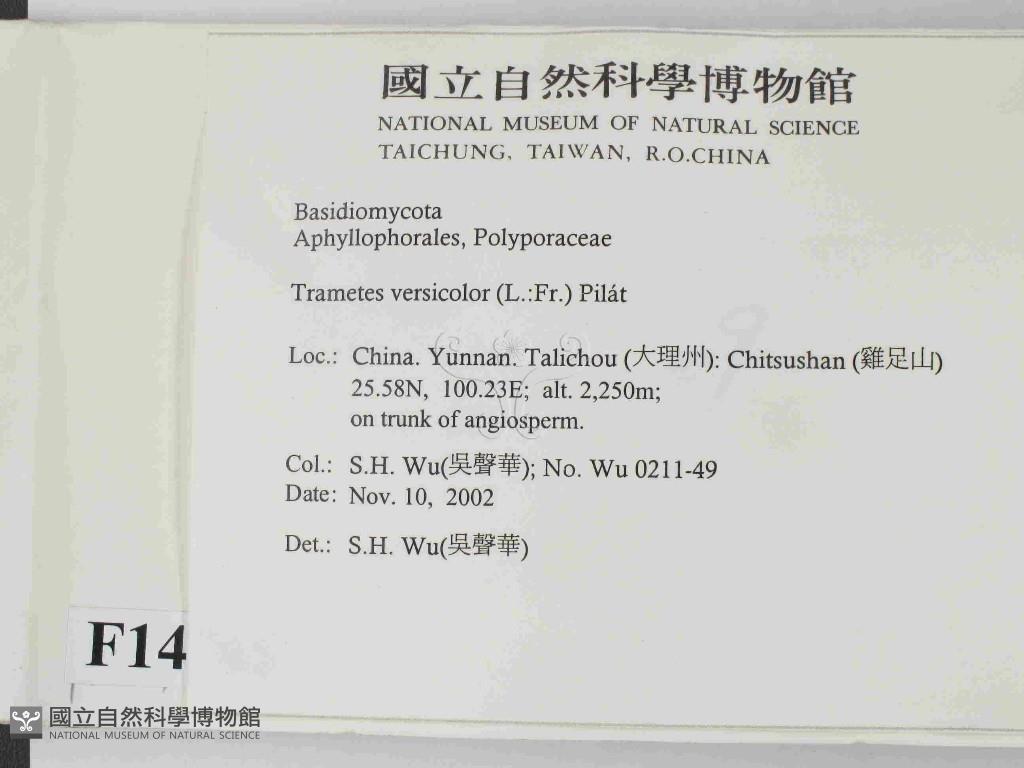 國立自然科學博物館
NATIONAL MUSEUM OF NATURAL SCIENCE
TAICHUNG, TAIWAN, R.O.CHINA
Basidiomycota
Aphyllophorales, Polyporaceae
Trametes versicolor (L.:Fr.) Pilát
Loc.: China. Yunnan. Talichou (大理州): Chitsushan (雞足山)
25.58N, 100.23E; alt. 2,250m;
on trunk of angiosperm.
Col.: S.H. Wu(吳聲華); No. Wu 0211-49
Date: Nov. 10, 2002
Det.: S.H. Wu(吳聲華)
F14
國立自然科學博物館
NATIONAL MUSEUM OF NATURAL SCIENCE